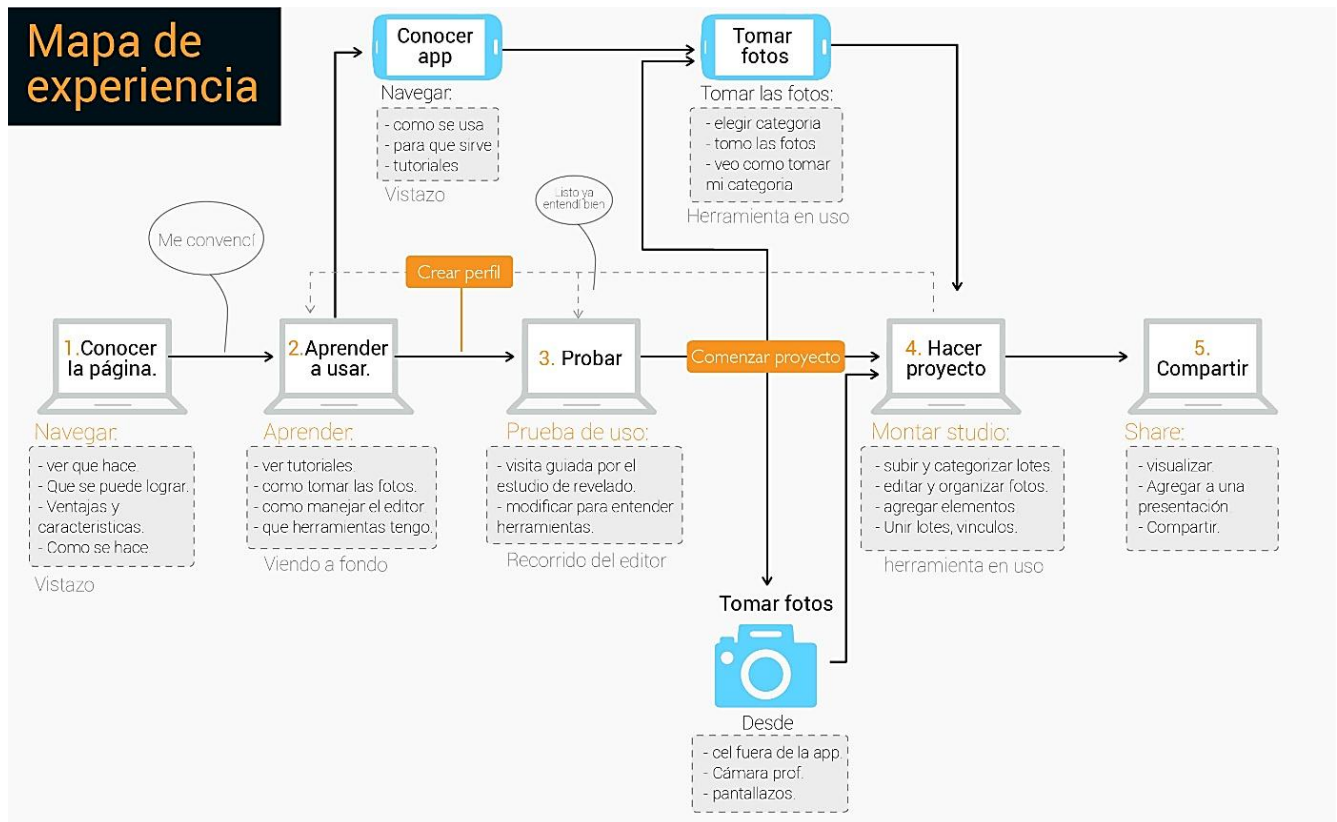 Mapa de
experiencia
Conocer
app
Navegar:
- como se usa
- para que sirve
- tutoriales
Vistazo
Tomar
fotos
Tomar las fotos:
- elegir categoria
- tomo las fotos
- veo como tomar
mi categoria
Herramienta en uso
Me convencí
Listo ya
entendí bien
Crear perfil
1.Conocer
la página.
Navegar:
- ver que hace.
- Que se puede lograr.
- Ventajas y
caracteristicas.
- Como se hace
Vistazo
2.Aprender
a usar.
Aprender:
- ver tutoriales.
- como tomar las fotos.
- como manejar el editor.
- que herramientas tengo.
Viendo a fondo
3. Probar
Prueba de uso:
- visita guiada por el
estudio de revelado.
- modificar para entender
herramientas.
Recorrido del editor
Comenzar proyecto
4. Hacer
proyecto
Montar studio:
- subir y categorizar lotes.
- editar y organizar fotos.
- agregar elementos
- Unir lotes, vinculos.
herramienta en uso
5.
Compartir
Share:
- visualizar.
- Agregar a una
presentación
- Compartir.
Tomar fotos
Desde
- cel fuera de la app.
- Cámara prof.
- pantallazos.